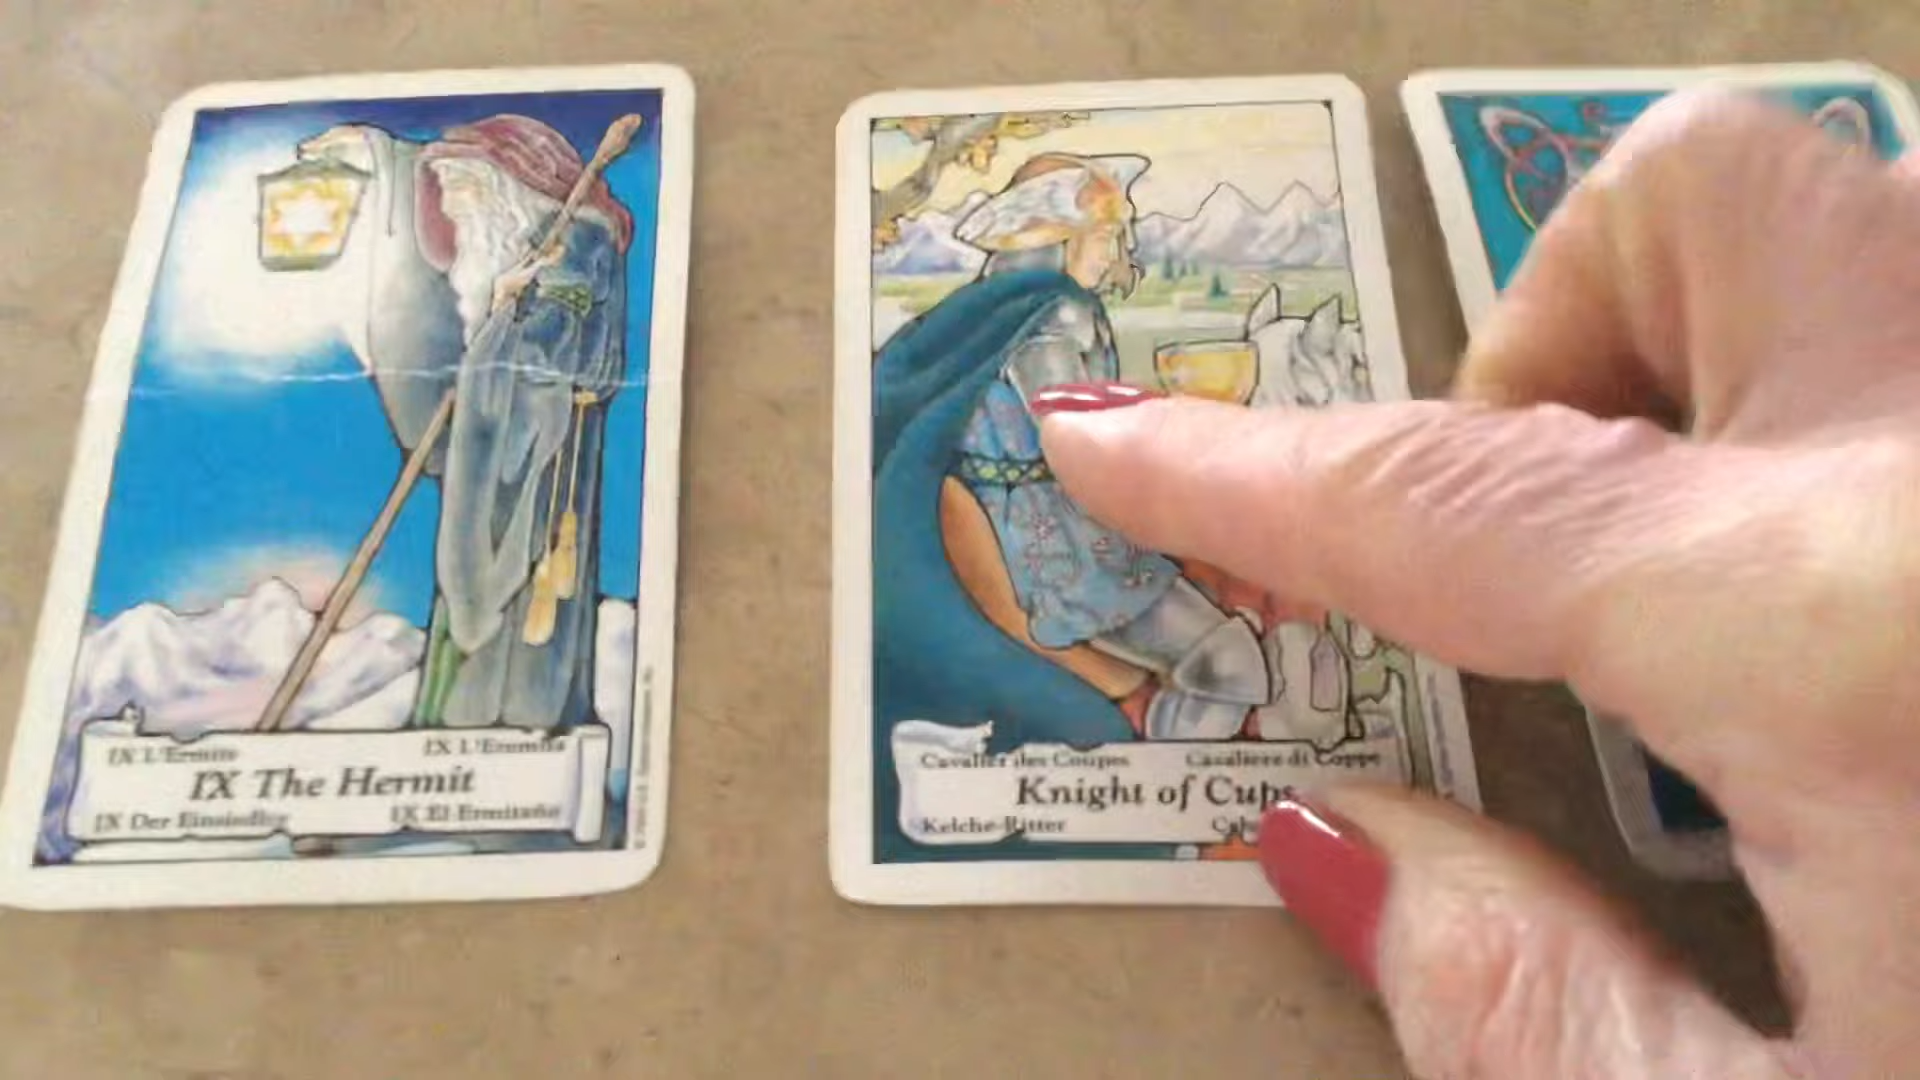 IX L'Ermite IX L'Eremita
IX The Hermit
IX Der Einsiedler IX El Ermitaño
Cavalier des Coupes Cavaliere di Coppe
Knight of Cups
Kelche-Ritter